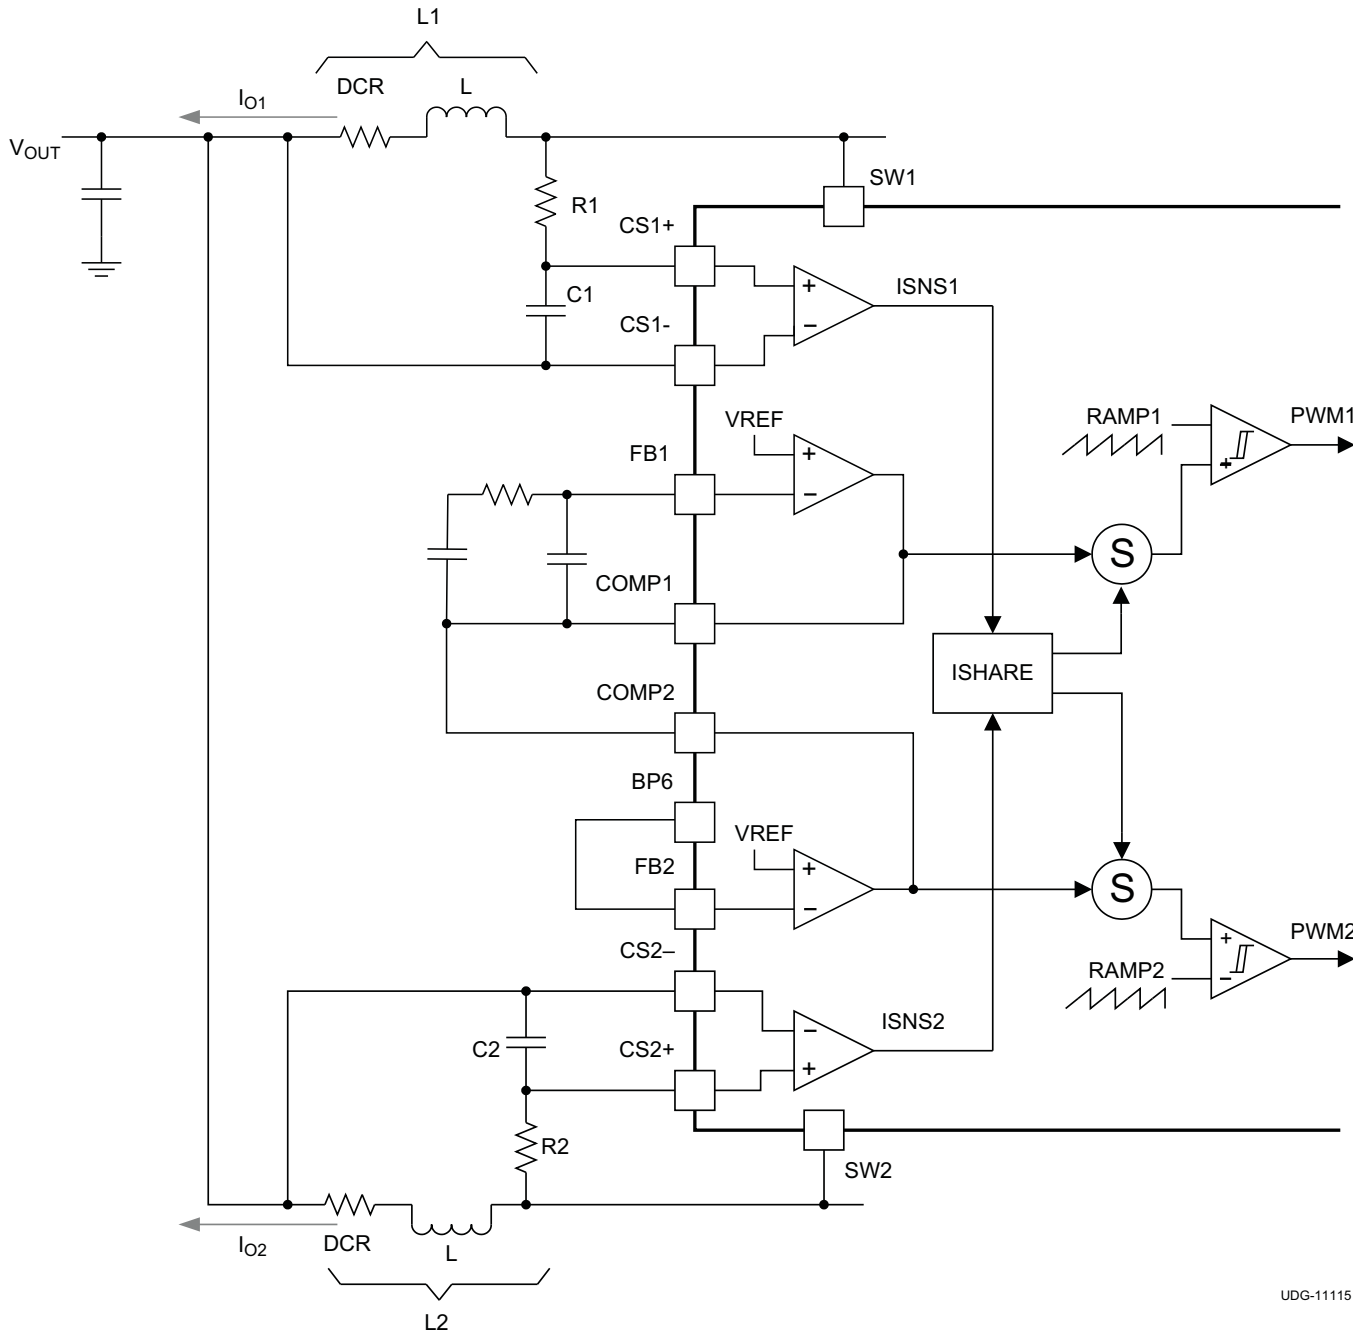 L1
DCR
L
IO1
VOUT
SW1
R1
CS1+
C1
ISNS1
+
−
CS1-
RAMP1
PWM1
+
VREF
FB1
+
−
S
COMP1
ISHARE
COMP2
BP6
VREF
FB2
+
−
S
CS2–
PWM2
+
−
RAMP2
ISNS2
−
+
C2
CS2+
R2
SW2
IO2
DCR
L
L2
UDG-11115